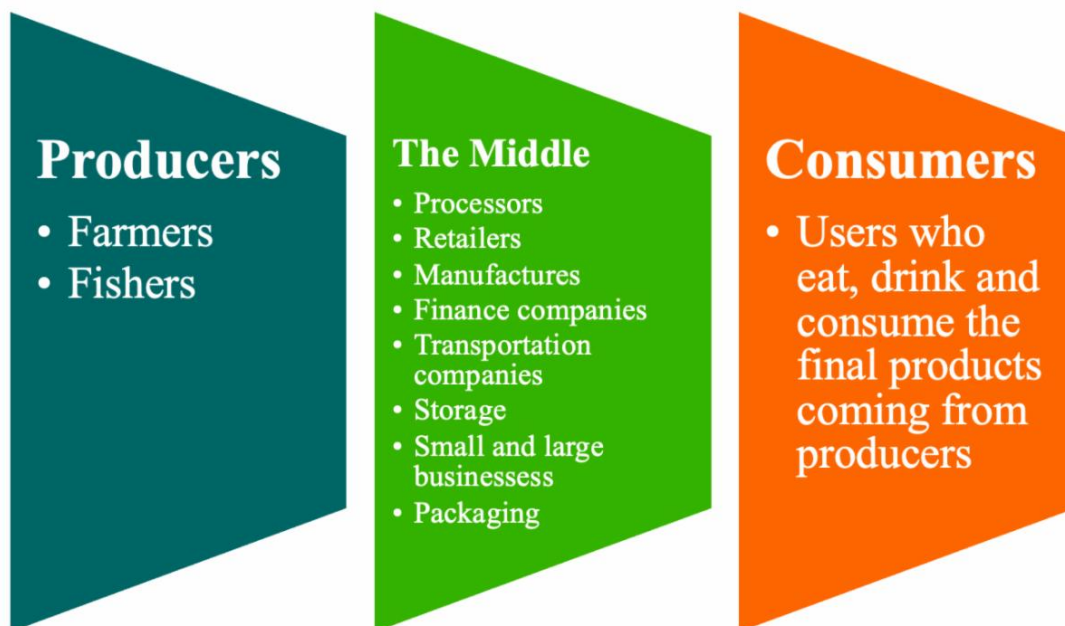 Producers
• Farmers
• Fishers
The Middle
• Processors
• Retailers
• Manufactures
• Finance companies
• Transportation
companies
• Storage
• Small and large
businessess
• Packaging
Consumers
• Users who
eat, drink and
consume the
final products
coming from
producers